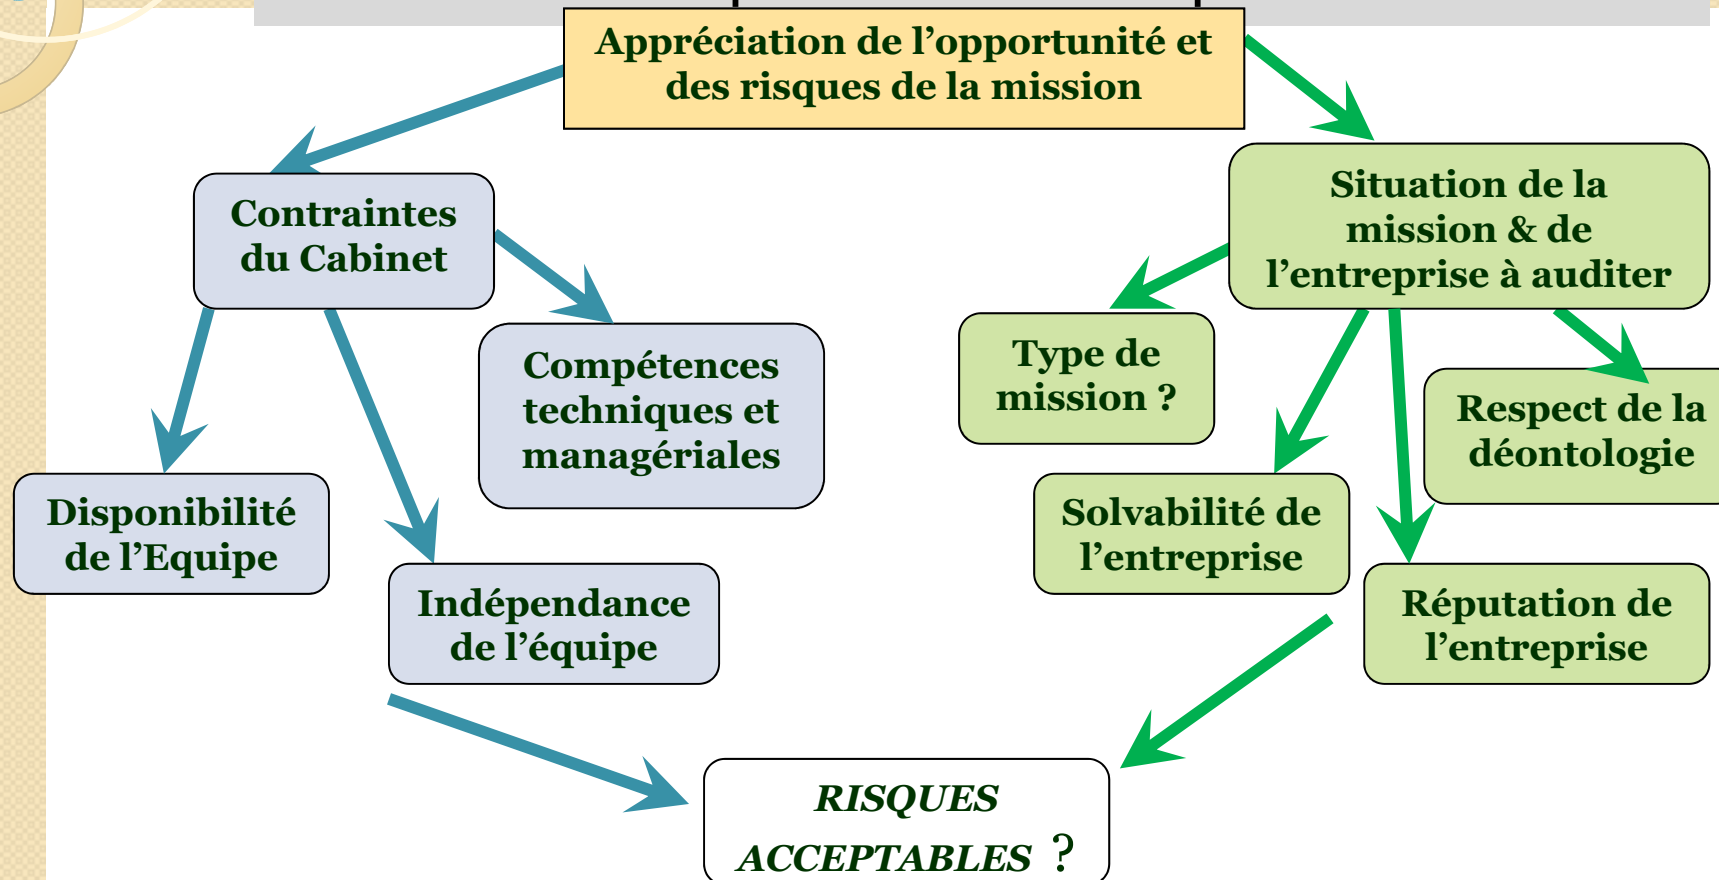 Appréciation de l’opportunité et
des risques de la mission
Contraintes
du Cabinet
Situation de la
mission & de
l’entreprise à auditer
Compétences
techniques et
managériales
Type de
mission ?
Respect de la
déontologie
Disponibilité
de l’Equipe
Solvabilité de
l’entreprise
Indépendance
de l’équipe
Réputation de
l’entreprise
RISQUES
ACCEPTABLES ?